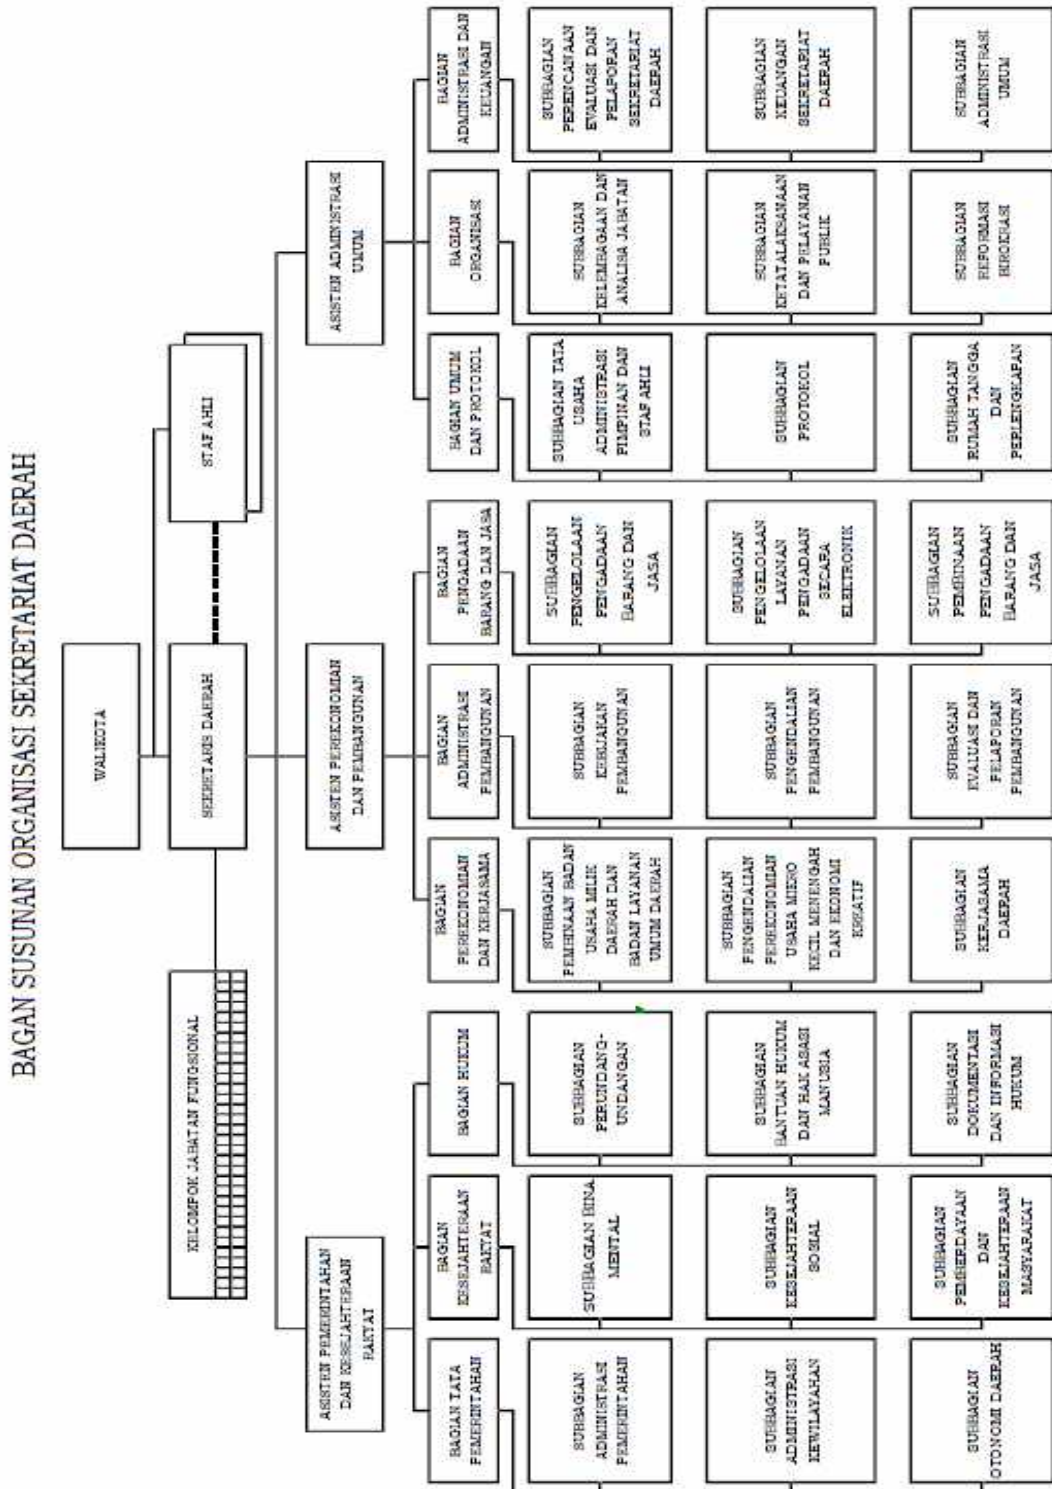 BAGAN SUSUNAN ORGANISASI SEKRETARIAT DAERAH
WALIKOTA
KELOMPOK JABATAN FUNGSIONAL
SEKRETARIS DAERAH
STAF AHLI
ASISTEN PEMERINTAHAN
DAN KESEJAHTERAAN
RAKYAT
ASISTEN PEREKONOMIAN
DAN PEMBANGUNAN
ASISTEN ADMINISTRASI
UMUM
BAGIAN TATA
PEMERINTAHAN
BAGIAN
KESEJAHTERAAN
RAKYAT
BAGIAN HUKUM
BAGIAN
PEREKONOMIAN
DAN KERJASAMA
BAGIAN
ADMINISTRASI
PEMBANGUNAN
BAGIAN
PENGADAAN
BARANG DAN JASA
BAGIAN UMUM
DAN PROTOKOL
BAGIAN
ORGANISASI
BAGIAN
ADMINISTRASI DAN
KEUANGAN
SUBBAGIAN
ADMINISTRASI
PEMERINTAHAN
SUBBAGIAN BINA
MENTAL
SUBBAGIAN
PERUNDANG-
UNDANGAN
SUBBAGIAN
PEMBINAAN BADAN
USAHA MILIK
DAERAH DAN
BADAN LAYANAN
UMUM DAERAH
SUBBAGIAN
KEBIJAKAN
PEMBANGUNAN
SUBBAGIAN
PENGELOLAAN
PENGADAAN
BARANG DAN
JASA
SUBBAGIAN TATA
USAHA
ADMINISTRASI
PIMPINAN DAN
STAF AHLI
SUBBAGIAN
KELEMBAGAAN DAN
ANALISA JABATAN
SUBBAGIAN
PERENCANAAN
EVALUASI DAN
PELAPORAN
SEKRETARIAT
DAERAH
SUBBAGIAN
ADMINISTRASI
KEWILAYAHAN
SUBBAGIAN
KESEJAHTERAAN
SOSIAL
SUBBAGIAN
BANTUAN HUKUM
DAN HAK ASASI
MANUSIA
SUBBAGIAN
PENGENDALIAN
PEREKONOMIAN
USAHA MIKRO
KECIL MENENGAH
DAN EKONOMI
KREATIF
SUBBAGIAN
PENGENDALIAN
PEMBANGUNAN
SUBBAGIAN
PENGELOLAAN
LAYANAN
PENGADAAN
SECARA
ELEKTRONIK
SUBBAGIAN
PROTOKOL
SUBBAGIAN
KETATALAKSANAAN
DAN PELAYANAN
PUBLIK
SUBBAGIAN
KEUANGAN
SEKRETARIAT
DAERAH
SUBBAGIAN
OTONOMI DAERAH
SUBBAGIAN
PEMBERDAYAAN
DAN
KESEJAHTERAAN
MASYARAKAT
SUBBAGIAN
DOKUMENTASI
DAN INFORMASI
HUKUM
SUBBAGIAN
KERJASAMA
DAERAH
SUBBAGIAN
EVALUASI DAN
PELAPORAN
PEMBANGUNAN
SUBBAGIAN
PEMBINAAN
PENGADAAN
BARANG DAN
JASA
SUBBAGIAN
RUMAH TANGGA
DAN
PERLENGKAPAN
SUBBAGIAN
REFORMASI
BIROKRASI
SUBBAGIAN
ADMINISTRASI
UMUM